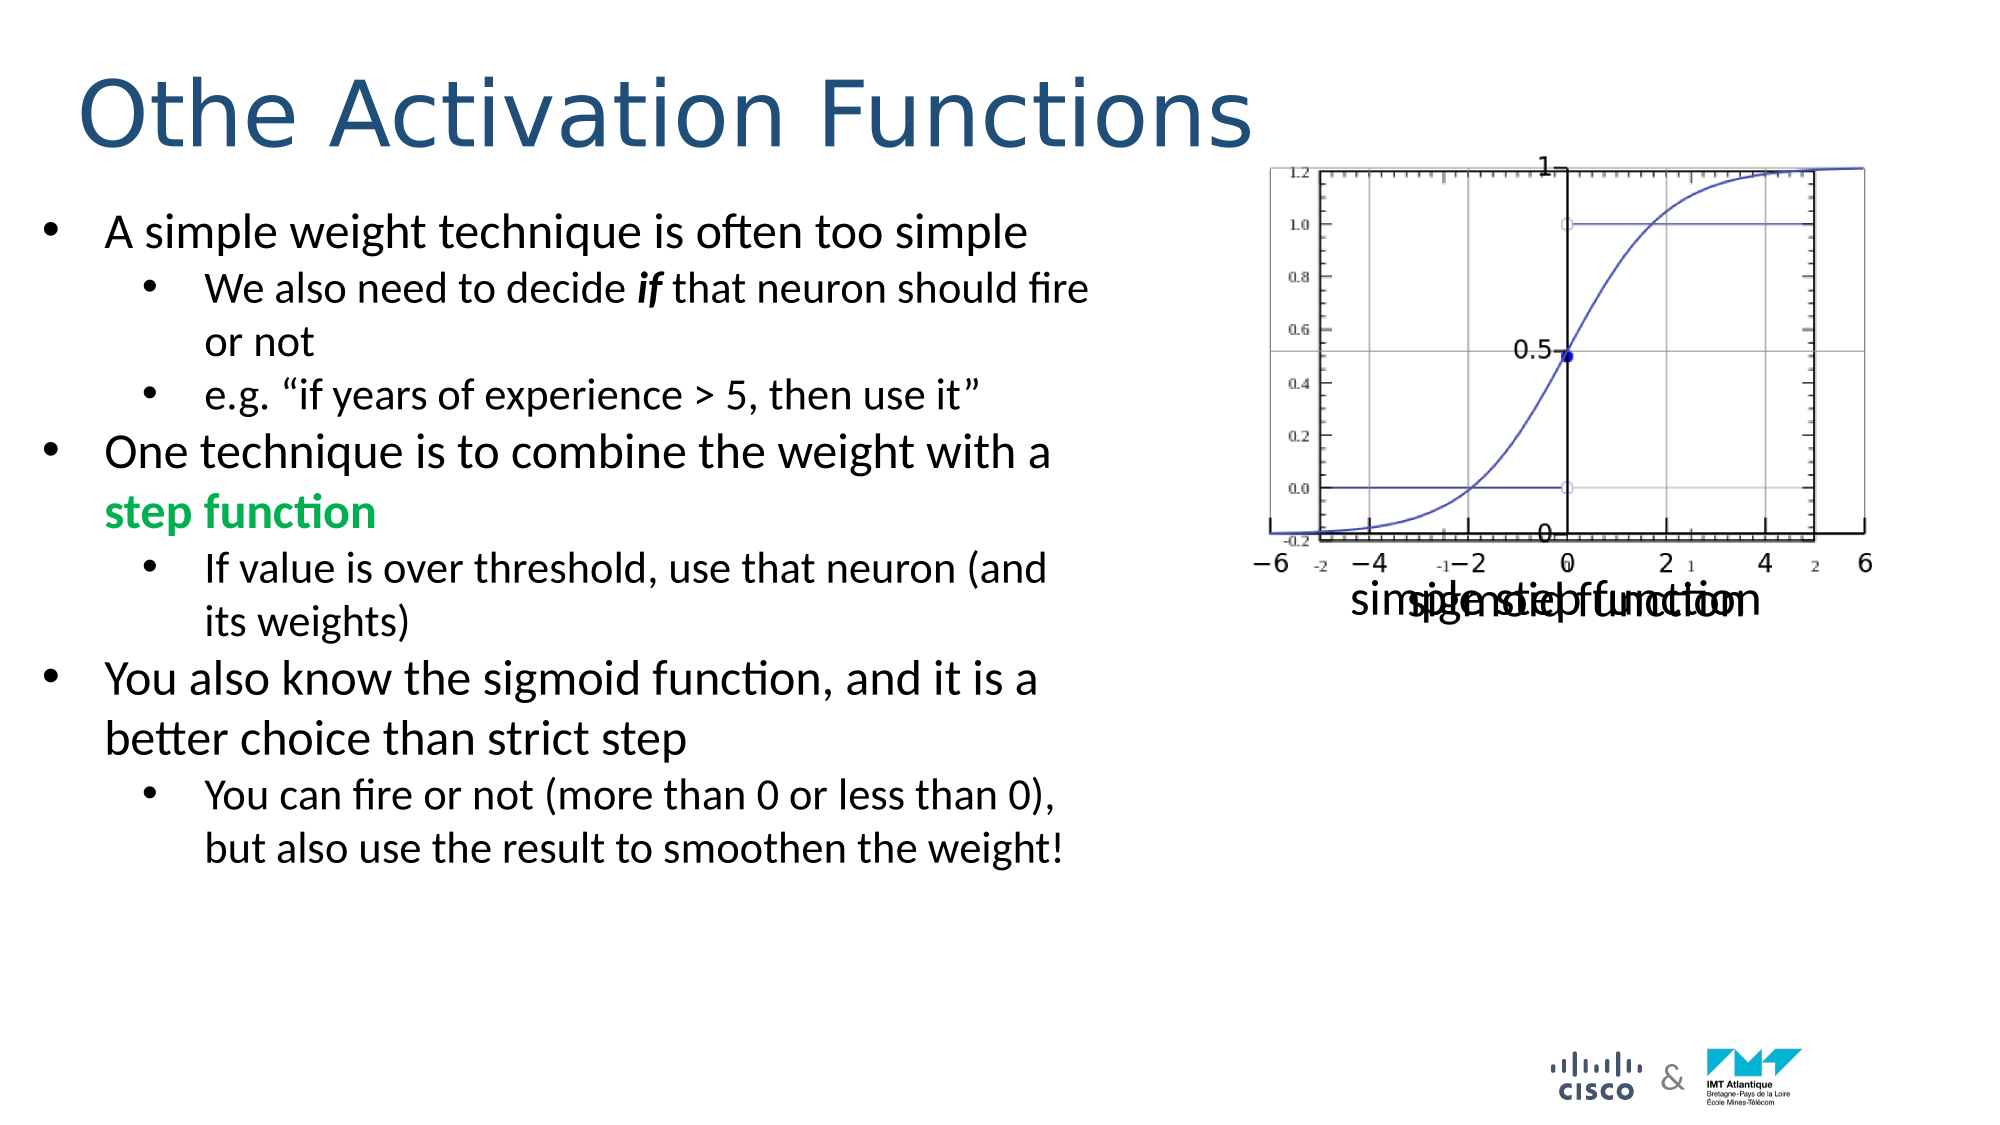 Othe Activation Functions
• A simple weight technique is often too simple
• We also need to decide if that neuron should fire
or not
• e.g. “if years of experience > 5, then use it”
• One technique is to combine the weight with a
step function
• If value is over threshold, use that neuron (and
its weights)
• You also know the sigmoid function, and it is a
better choice than strict step
• You can fire or not (more than 0 or less than 0),
but also use the result to smoothen the weight!
1
1.2
1.0
0.8
0.6
0.5
0.4
0.2
0.0
0
-0.2
−6 -2 −4 -1 −2 0 0 2 1 4 2 6
simple step function
sigmoid function
CISCO
&
IMT Atlantique
Bretagne-Pays de la Loire
École Mines-Télécom